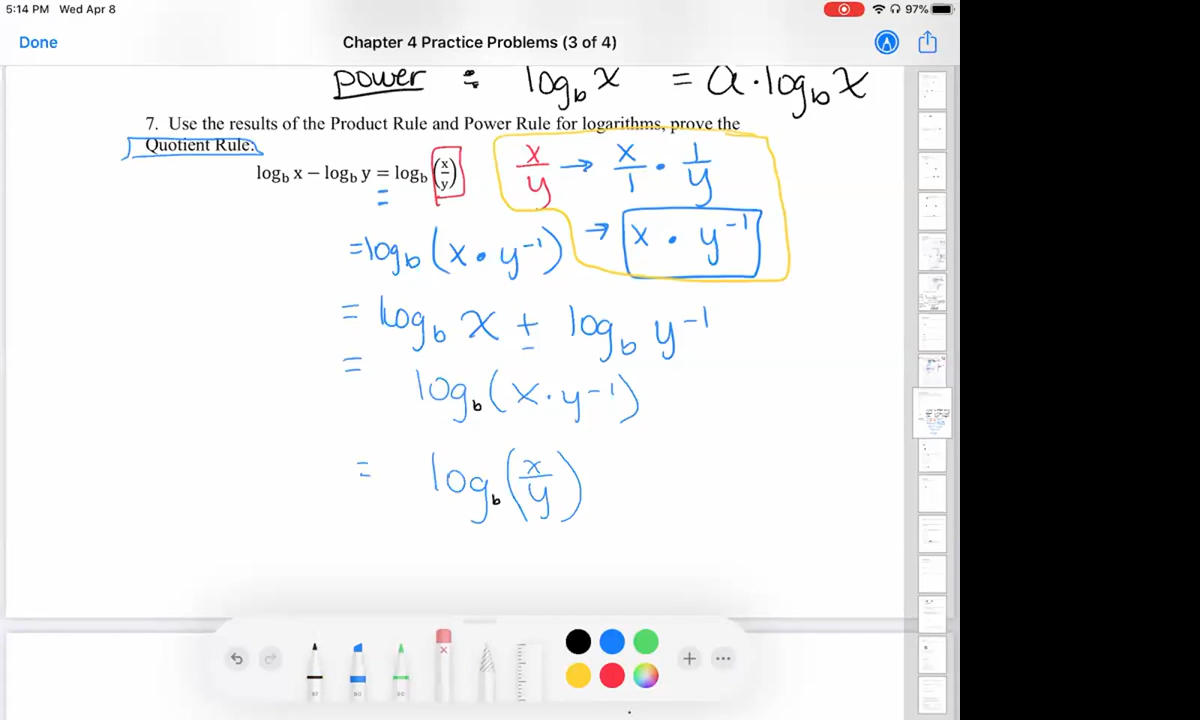 5:14 PM Wed Apr 8
97%
Done
Chapter 4 Practice Problems (3 of 4)
power : log_b x = a · log_b x
7. Use the results of the Product Rule and Power Rule for logarithms, prove the
Quotient Rule:
log_b x − log_b y = log_b (x/y)
x/y → x/1 · 1/y
→ x · y⁻¹
=
= log_b (x · y⁻¹)
= log_b x + log_b y⁻¹
= log_b (x · y⁻¹)
= log_b (x/y)